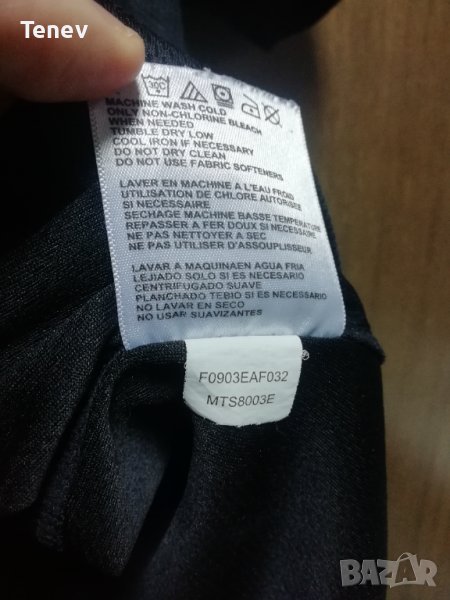 Tenev
30C
MACHINE WASH COLD
ONLY NON-CHLORINE BLEACH
WHEN NEEDED
TUMBLE DRY LOW
COOL IRON IF NECESSARY
DO NOT DRY CLEAN
DO NOT USE FABRIC SOFTENERS
LAVER EN MACHINE A L'EAU FROID
UTILISATION DE CHLORE AUTORISEE
SI NECESSAIRE
SECHAGE MACHINE BASSE TEMPERATURE
REPASSER A FER DOUX SI NECESSAIRE
NE PAS NETTOYER A SEC
NE PAS UTILISER D'ASSOUPLISSEUR
LAVAR A MAQUINAEN AGUA FRIA
LEJIADO SOLO SI ES NECESARIO
CENTRIFUGADO SUAVE
PLANCHADO TEBIO SI ES NECESARIO
NO LAVAR EN SECO
NO USAR SUAVIZANTES
®
F0903EAF032
MTS8003E
BAZAR